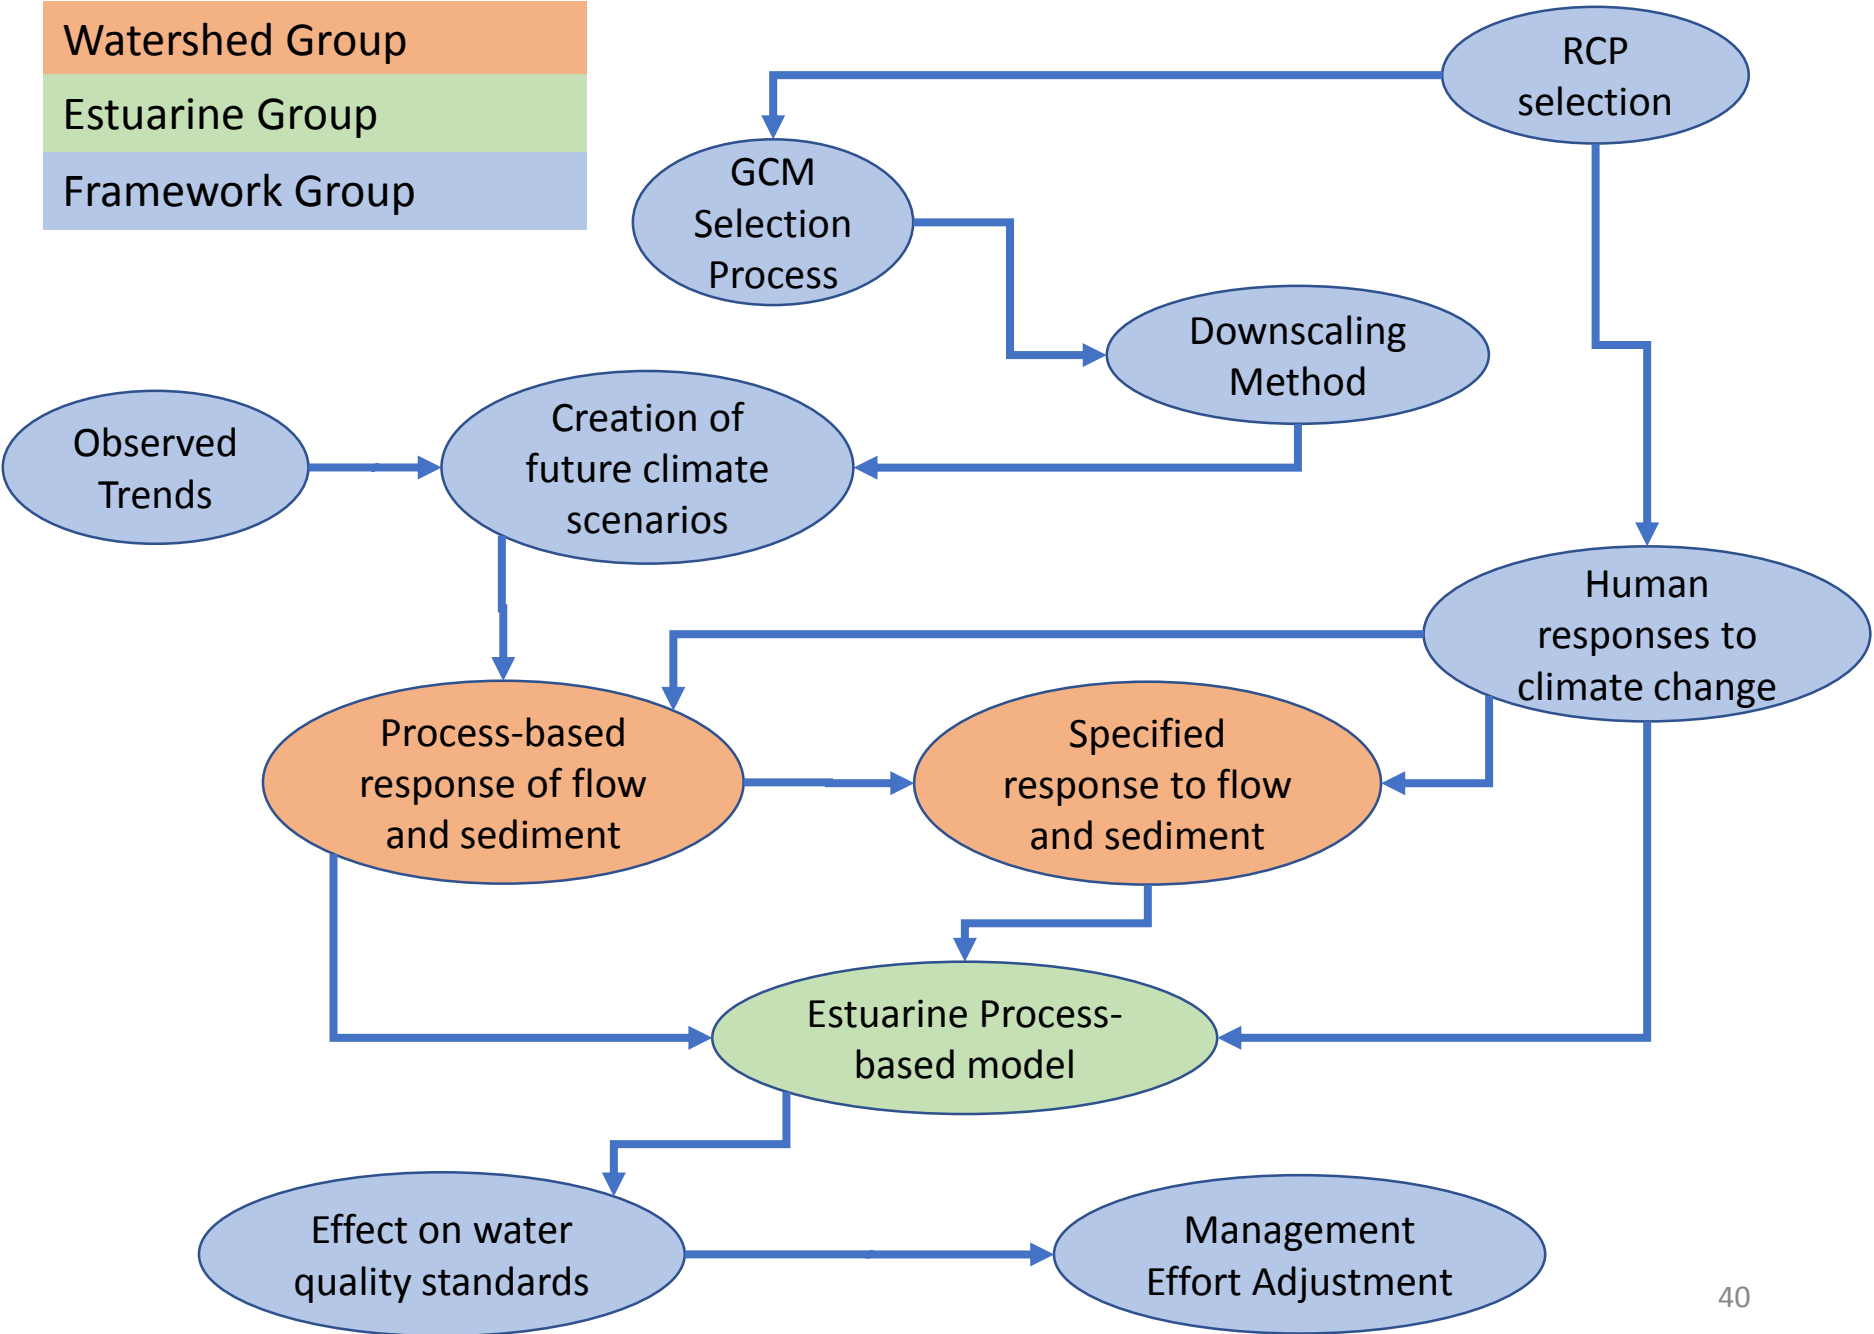 Watershed Group
Estuarine Group
Framework Group
RCP
selection
GCM
Selection
Process
Downscaling
Method
Observed
Trends
Creation of
future climate
scenarios
Human
responses to
climate change
Process-based
response of flow
and sediment
Specified
response to flow
and sediment
Estuarine Process-
based model
Effect on water
quality standards
Management
Effort Adjustment
40